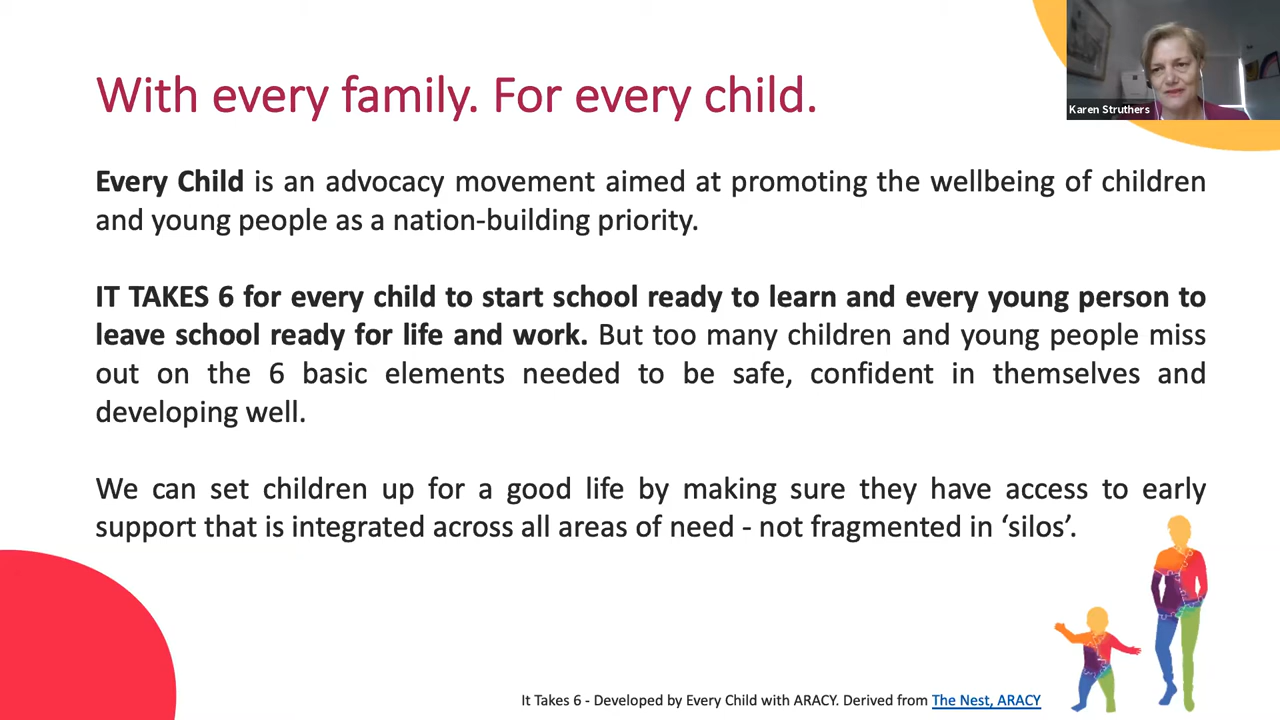 With every family. For every child.
Karen Struthers
Every Child is an advocacy movement aimed at promoting the wellbeing of children
and young people as a nation-building priority.
IT TAKES 6 for every child to start school ready to learn and every young person to
leave school ready for life and work. But too many children and young people miss
out on the 6 basic elements needed to be safe, confident in themselves and
developing well.
We can set children up for a good life by making sure they have access to early
support that is integrated across all areas of need - not fragmented in ‘silos’.
It Takes 6 - Developed by Every Child with ARACY. Derived from The Nest, ARACY